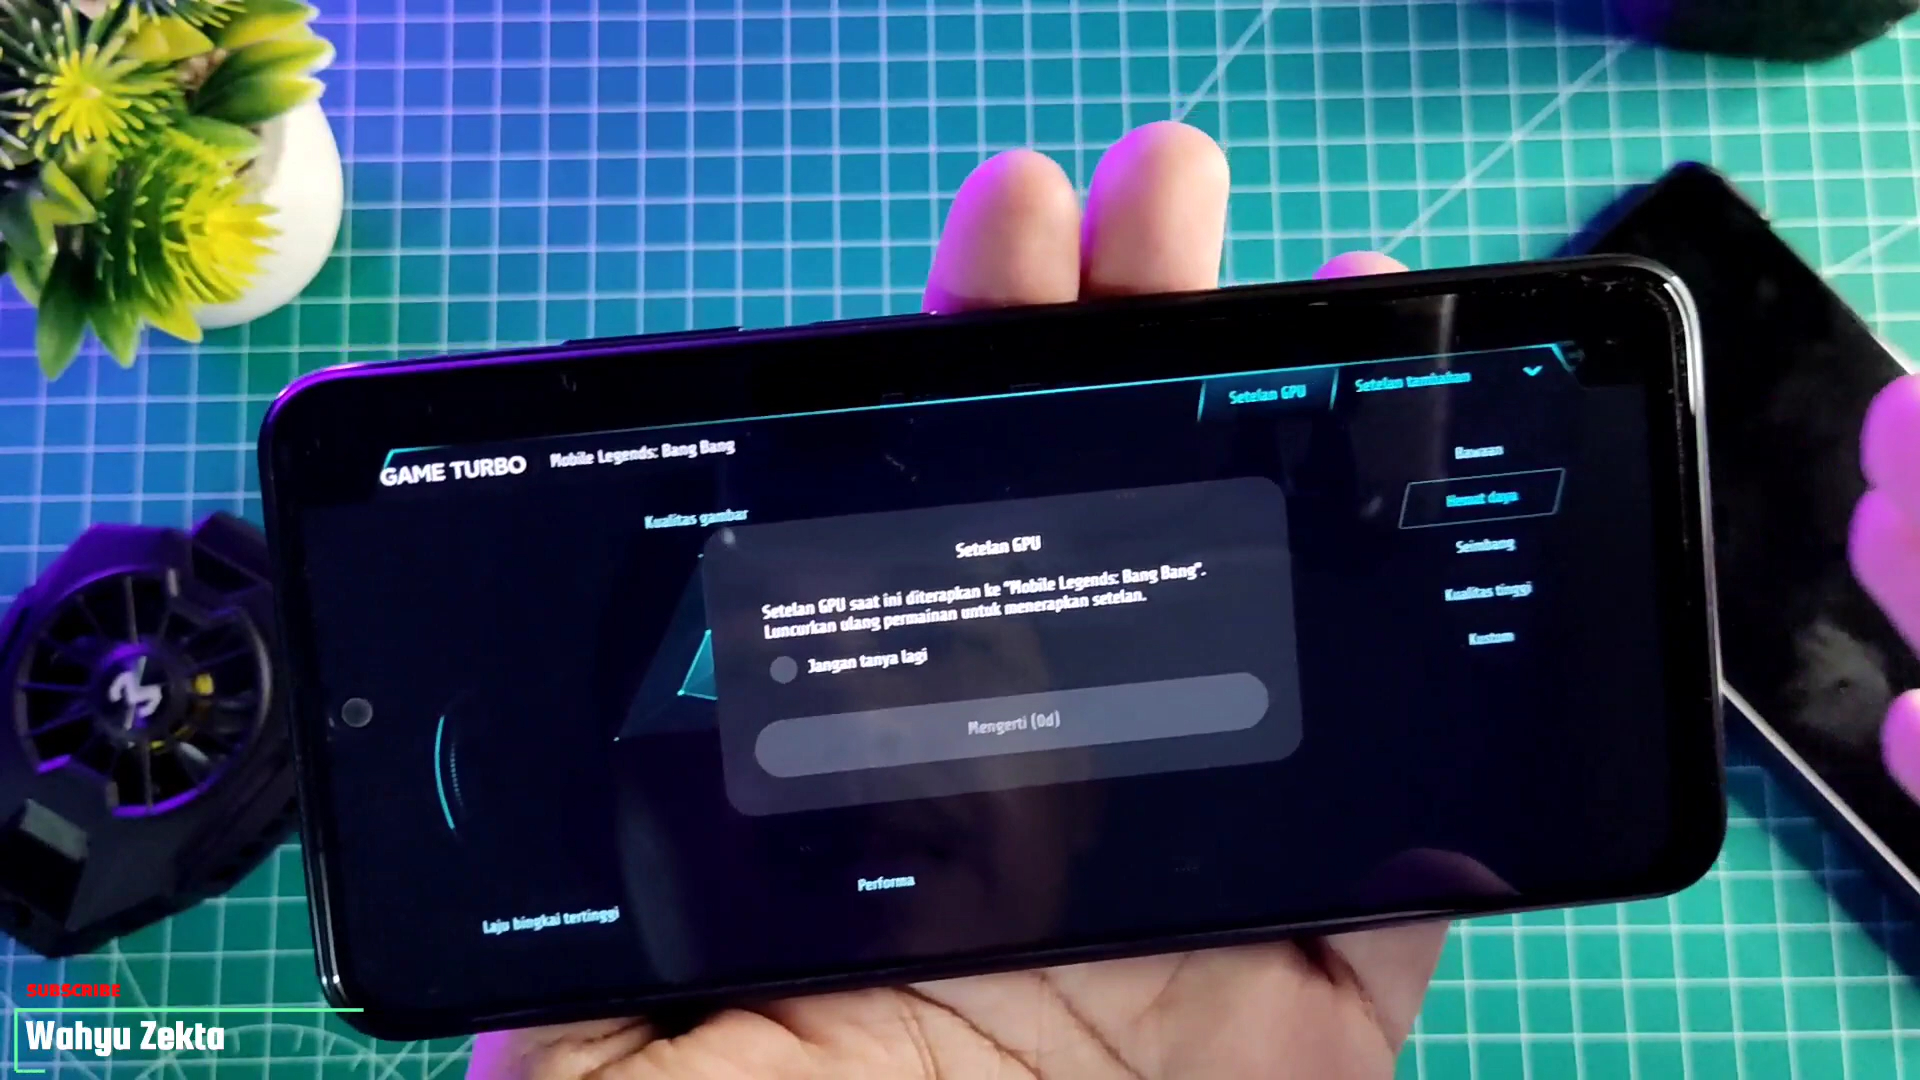 Setelan GPU
Setelan tambahan
GAME TURBO
Mobile Legends: Bang Bang
Bawaan
Kualitas gambar
Hemat daya
Setelan GPU
Seimbang
Setelan GPU saat ini diterapkan ke "Mobile Legends: Bang Bang".
Luncurkan ulang permainan untuk menerapkan setelan.
Kualitas tinggi
Kustom
Jangan tanya lagi
Mengerti (0d)
Performa
Laju bingkai tertinggi
SUBSCRIBE
Wahyu Zekta